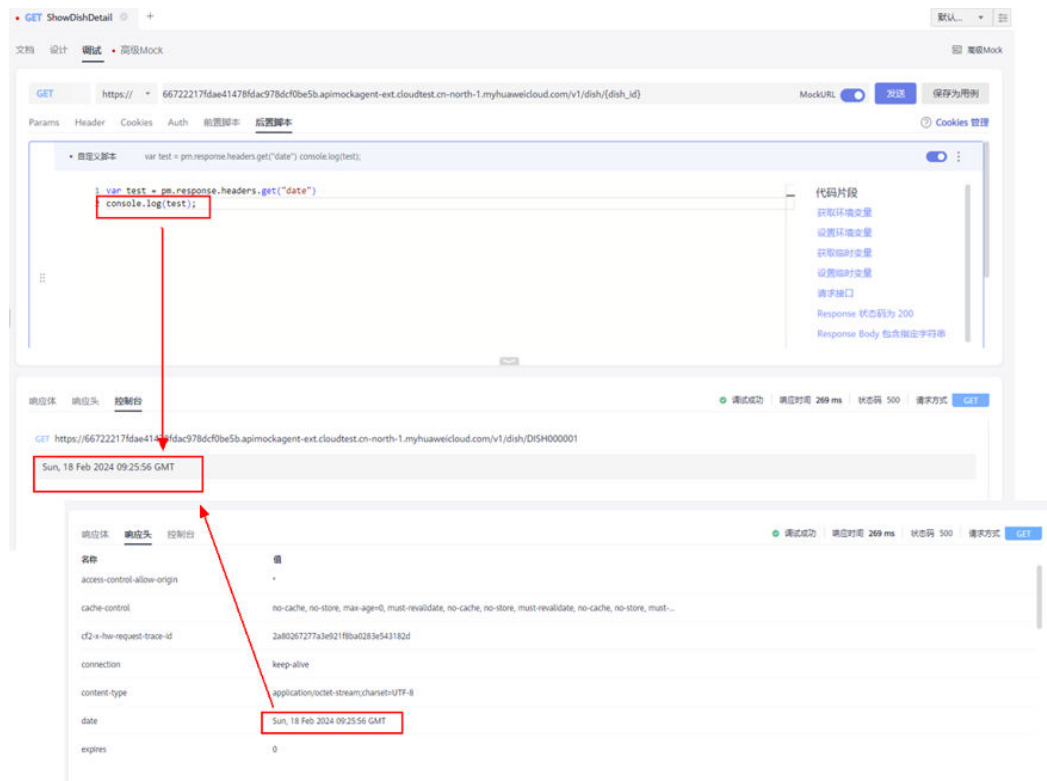 GET ShowDishDetail +
默认...
文档 设计 调试 高级Mock
高级Mock
GET https:// 66722217fdae41478fdac978dcf0be5b.apimockagent-ext.cloudtest.cn-north-1.myhuaweicloud.com/v1/dish/{dish_id} MockURL 发送 保存为用例
Params Header Cookies Auth 前置脚本 后置脚本
? Cookies 管理
自定义脚本 var test = pm.response.headers.get("date") console.log(test);
1 var test = pm.response.headers.get("date")
console.log(test);
代码片段
获取环境变量
设置环境变量
获取临时变量
设置临时变量
请求接口
Response 状态码为 200
Response Body 包含指定字符串
响应体 响应头 控制台
调试成功 响应时间 269 ms 状态码 500 请求方式 GET
GET https://66722217fdae41478fdac978dcf0be5b.apimockagent-ext.cloudtest.cn-north-1.myhuaweicloud.com/v1/dish/DISH000001
Sun, 18 Feb 2024 09:25:56 GMT
响应体 响应头 控制台
调试成功 响应时间 269 ms 状态码 500 请求方式 GET
名称 值
access-control-allow-origin *
cache-control no-cache, no-store, max-age=0, must-revalidate, no-cache, no-store, must-revalidate, no-cache, no-store, must-...
cf2-x-hw-request-trace-id 2a80267277a3e921f8ba0283e543182d
connection keep-alive
content-type application/octet-stream;charset=UTF-8
date Sun, 18 Feb 2024 09:25:56 GMT
expires 0